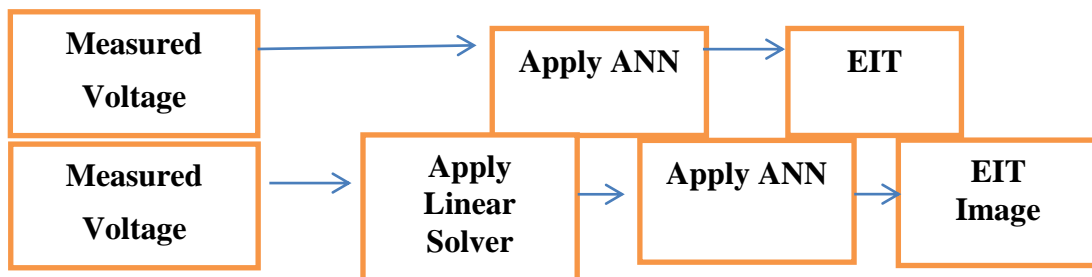 Measured
Voltage
Apply ANN
EIT
Measured
Voltage
Apply
Linear
Solver
Apply ANN
EIT
Image